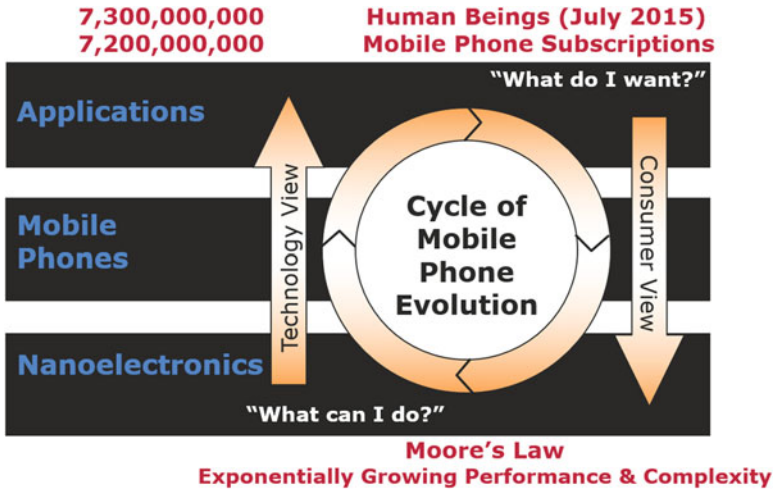 7,300,000,000 Human Beings (July 2015)
7,200,000,000 Mobile Phone Subscriptions
“What do I want?”
Applications
Technology View
Consumer View
Mobile
Phones
Cycle of
Mobile
Phone
Evolution
Nanoelectronics
“What can I do?”
Moore’s Law
Exponentially Growing Performance & Complexity